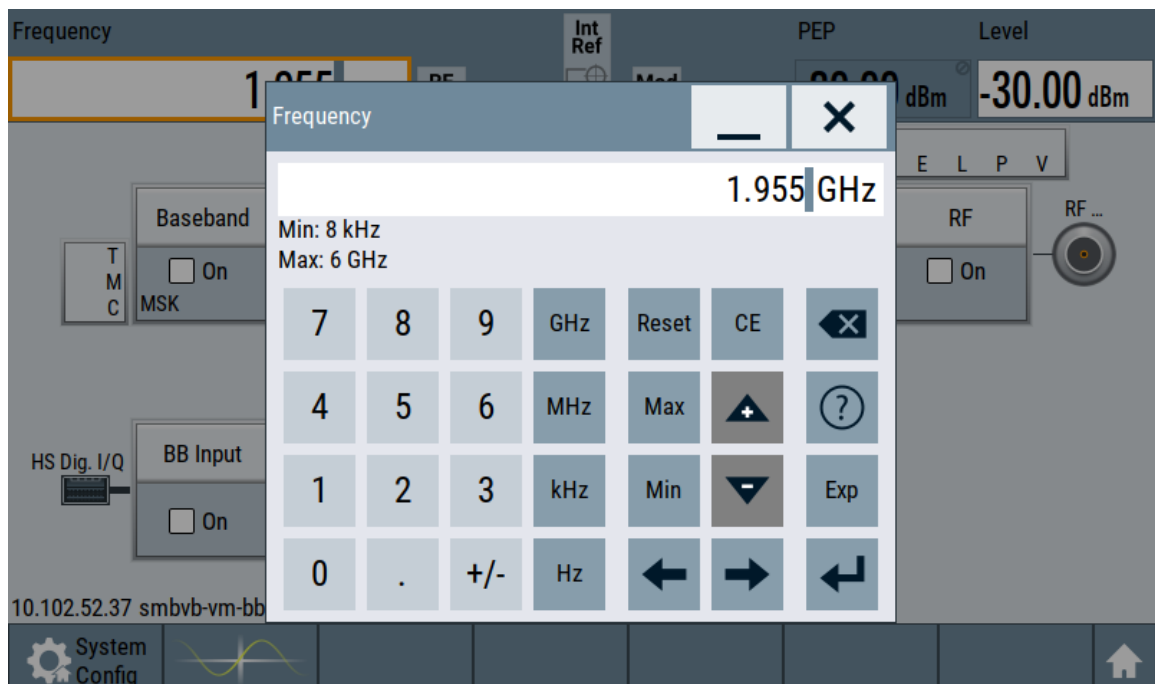 Frequency
Int
Ref
PEP
Level
dBm
-30.00 dBm
Frequency
1.955 GHz
Min: 8 kHz
Max: 6 GHz
E L P V
Baseband
On
MSK
T
M
C
RF
On
RF ...
7 8 9 GHz Reset CE
4 5 6 MHz Max +
1 2 3 kHz Min - Exp
0 . +/- Hz
?
HS Dig. I/Q
BB Input
On
10.102.52.37 smbvb-vm-bb
System
Config